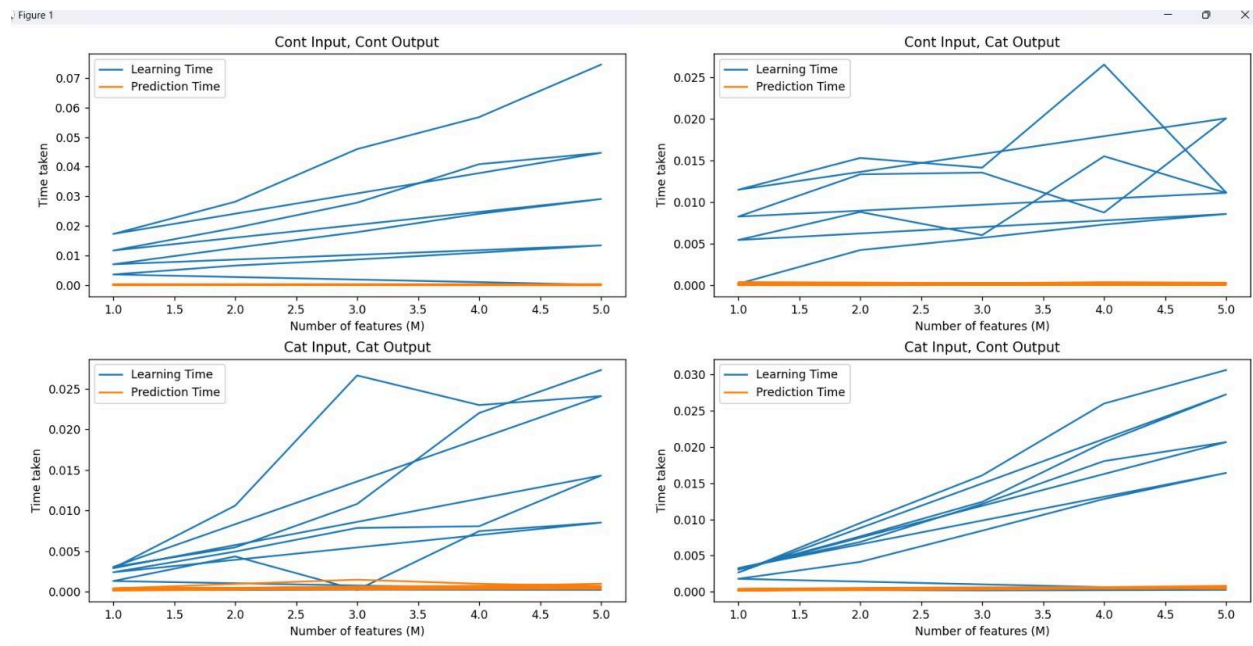 Figure 1
Cont Input, Cont Output
Learning Time
Prediction Time
Time taken
0.07
0.06
0.05
0.04
0.03
0.02
0.01
0.00
1.0 1.5 2.0 2.5 3.0 3.5 4.0 4.5 5.0
Number of features (M)
Cont Input, Cat Output
Learning Time
Prediction Time
Time taken
0.025
0.020
0.015
0.010
0.005
0.000
1.0 1.5 2.0 2.5 3.0 3.5 4.0 4.5 5.0
Number of features (M)
Cat Input, Cat Output
Learning Time
Prediction Time
Time taken
0.025
0.020
0.015
0.010
0.005
0.000
1.0 1.5 2.0 2.5 3.0 3.5 4.0 4.5 5.0
Number of features (M)
Cat Input, Cont Output
Learning Time
Prediction Time
Time taken
0.030
0.025
0.020
0.015
0.010
0.005
0.000
1.0 1.5 2.0 2.5 3.0 3.5 4.0 4.5 5.0
Number of features (M)